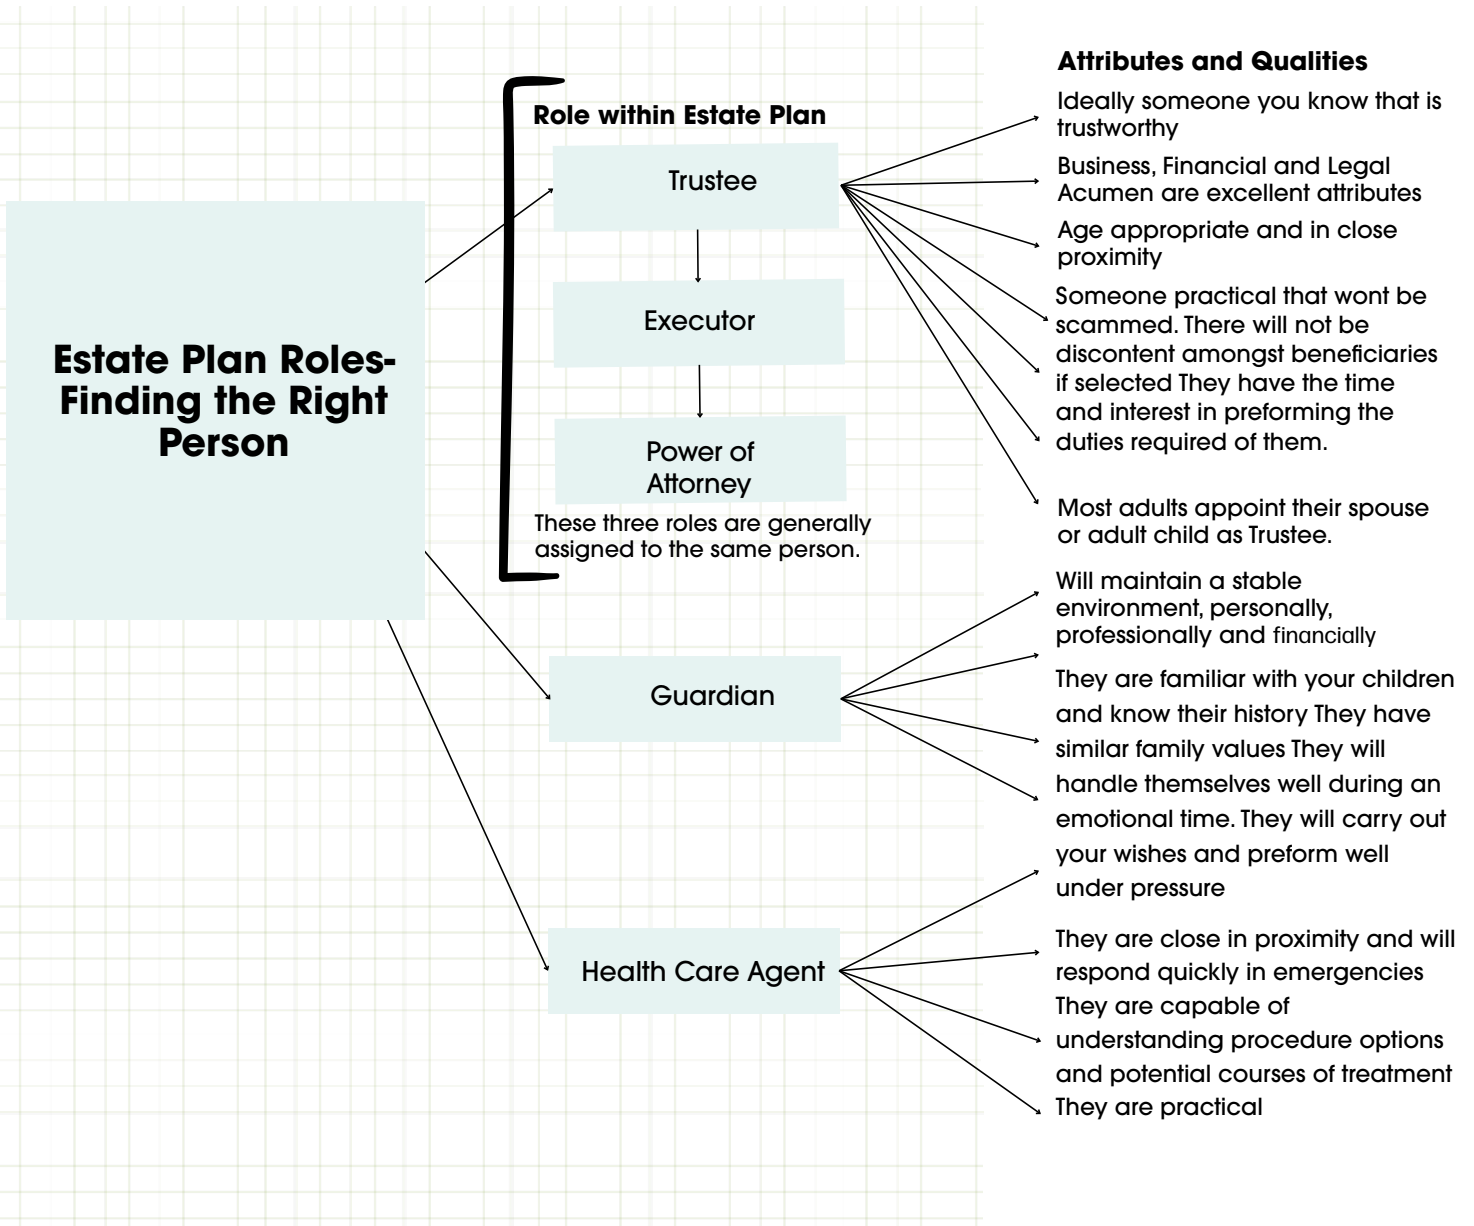 Estate Plan Roles-
Finding the Right
Person
Role within Estate Plan
Trustee
Executor
Power of
Attorney
These three roles are generally
assigned to the same person.
Guardian
Health Care Agent
Attributes and Qualities
Ideally someone you know that is
trustworthy
Business, Financial and Legal
Acumen are excellent attributes
Age appropriate and in close
proximity
Someone practical that wont be
scammed. There will not be
discontent amongst beneficiaries
if selected They have the time
and interest in preforming the
duties required of them.
Most adults appoint their spouse
or adult child as Trustee.
Will maintain a stable
environment, personally,
professionally and financially
They are familiar with your children
and know their history They have
similar family values They will
handle themselves well during an
emotional time. They will carry out
your wishes and preform well
under pressure
They are close in proximity and will
respond quickly in emergencies
They are capable of
understanding procedure options
and potential courses of treatment
They are practical